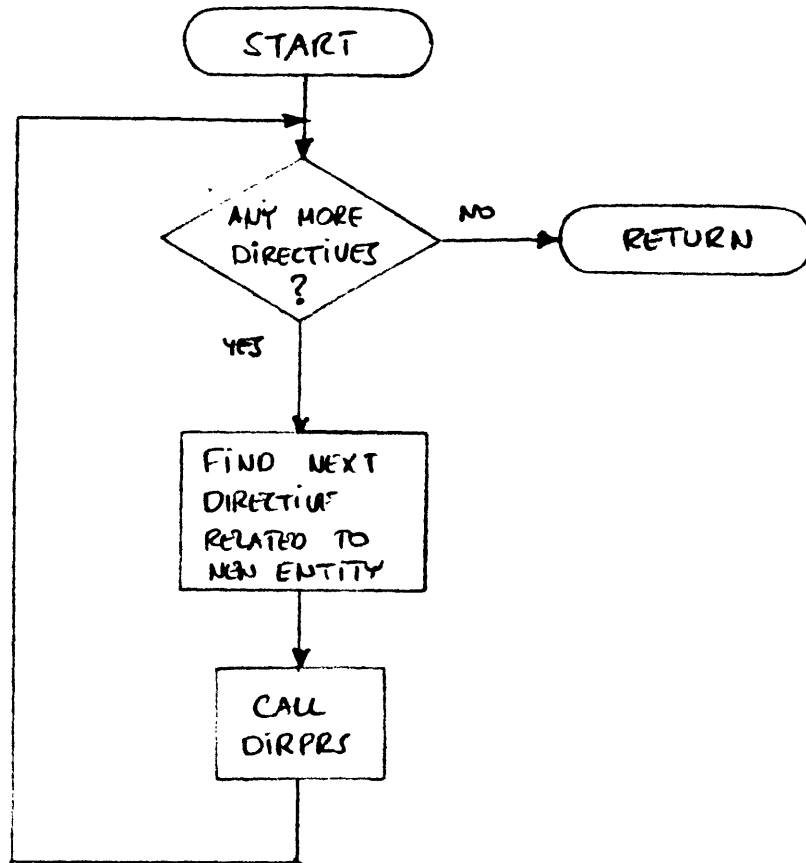 START
ANY MORE
DIRECTIVES
?
NO
RETURN
YES
FIND NEXT
DIRECTIVE
RELATED TO
NEW ENTITY
CALL
DIRPRS